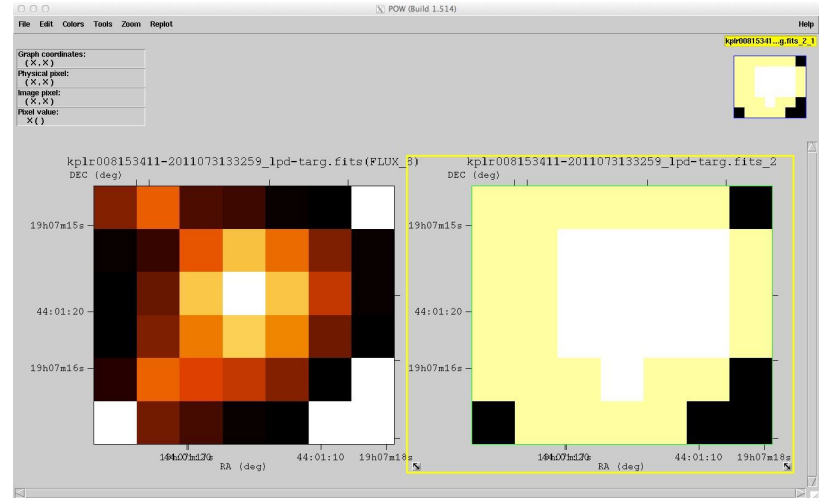 POW (Build 1.514)
File Edit Colors Tools Zoom Replot Help
kplr00815341...g.fits_2_1
Graph coordinates:
(X,X)
Physical pixel:
(X,X)
Image pixel:
(X,X)
Pixel value:
X()
kplr008153411-2011073133259_lpd-targ.fits(FLUX_8) kplr008153411-2011073133259_lpd-targ.fits_2
DEC (deg) DEC (deg)
19h07m15s 19h07m15s
44:01:20 44:01:20
19h07m16s 19h07m16s
44:01:10 19h07m18s 44:01:10 19h07m18s
RA (deg) RA (deg)